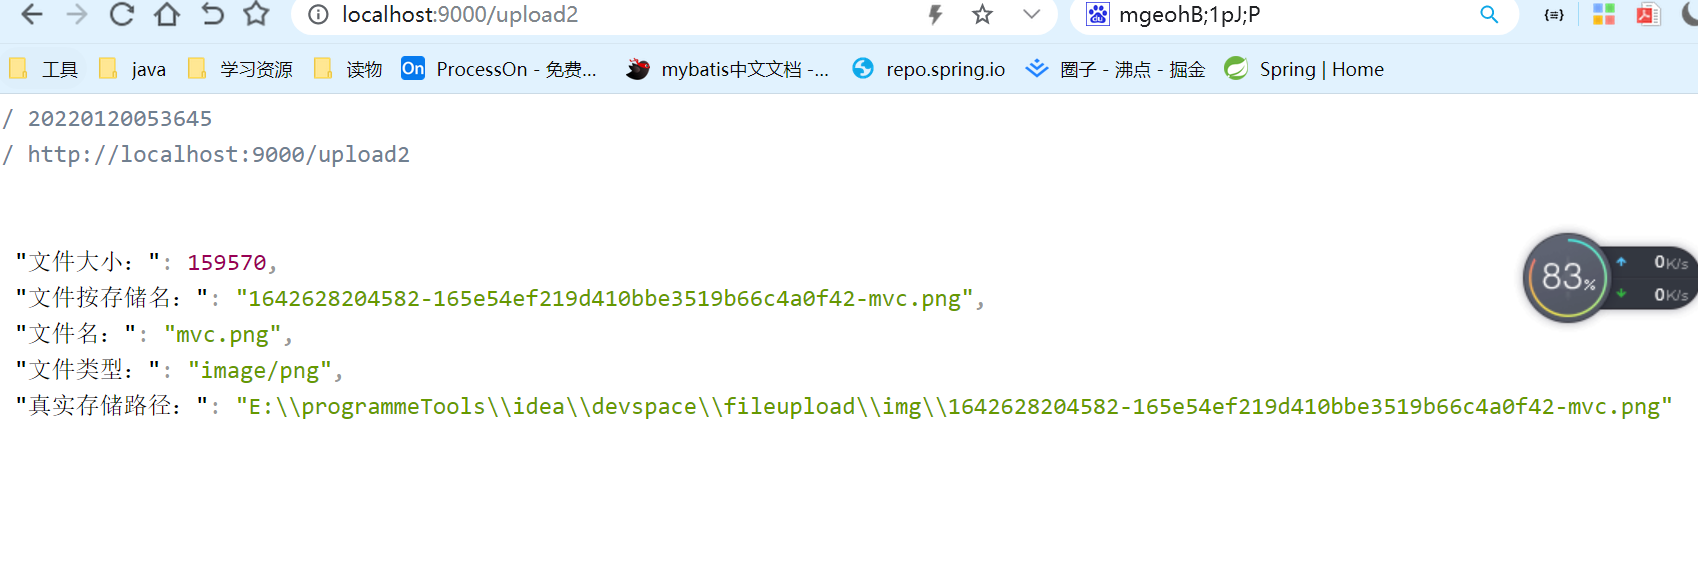 localhost:9000/upload2
mgeohB;1pJ;P
工具 java 学习资源 读物 On ProcessOn - 免费... mybatis中文文档 -... repo.spring.io 圈子 - 沸点 - 掘金 Spring | Home
/ 20220120053645
/ http://localhost:9000/upload2
"文件大小：": 159570,
"文件按存储名：": "1642628204582-165e54ef219d410bbe3519b66c4a0f42-mvc.png",
"文件名：": "mvc.png",
"文件类型：": "image/png",
"真实存储路径：": "E:\\programmeTools\\idea\\devspace\\fileupload\\img\\1642628204582-165e54ef219d410bbe3519b66c4a0f42-mvc.png"
83%
0K/s
0K/s